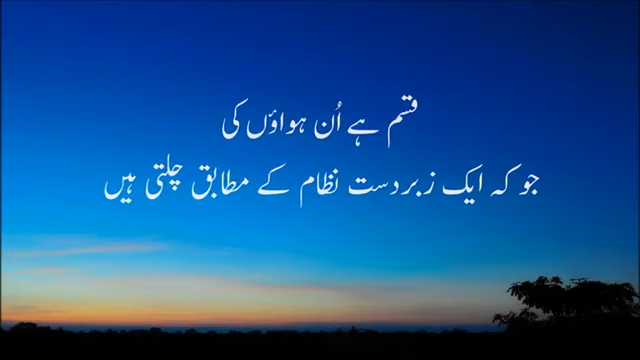 قسم ہے اُن ہواؤں کی
جو کہ ایک زبردست نظام کے مطابق چلتی ہیں